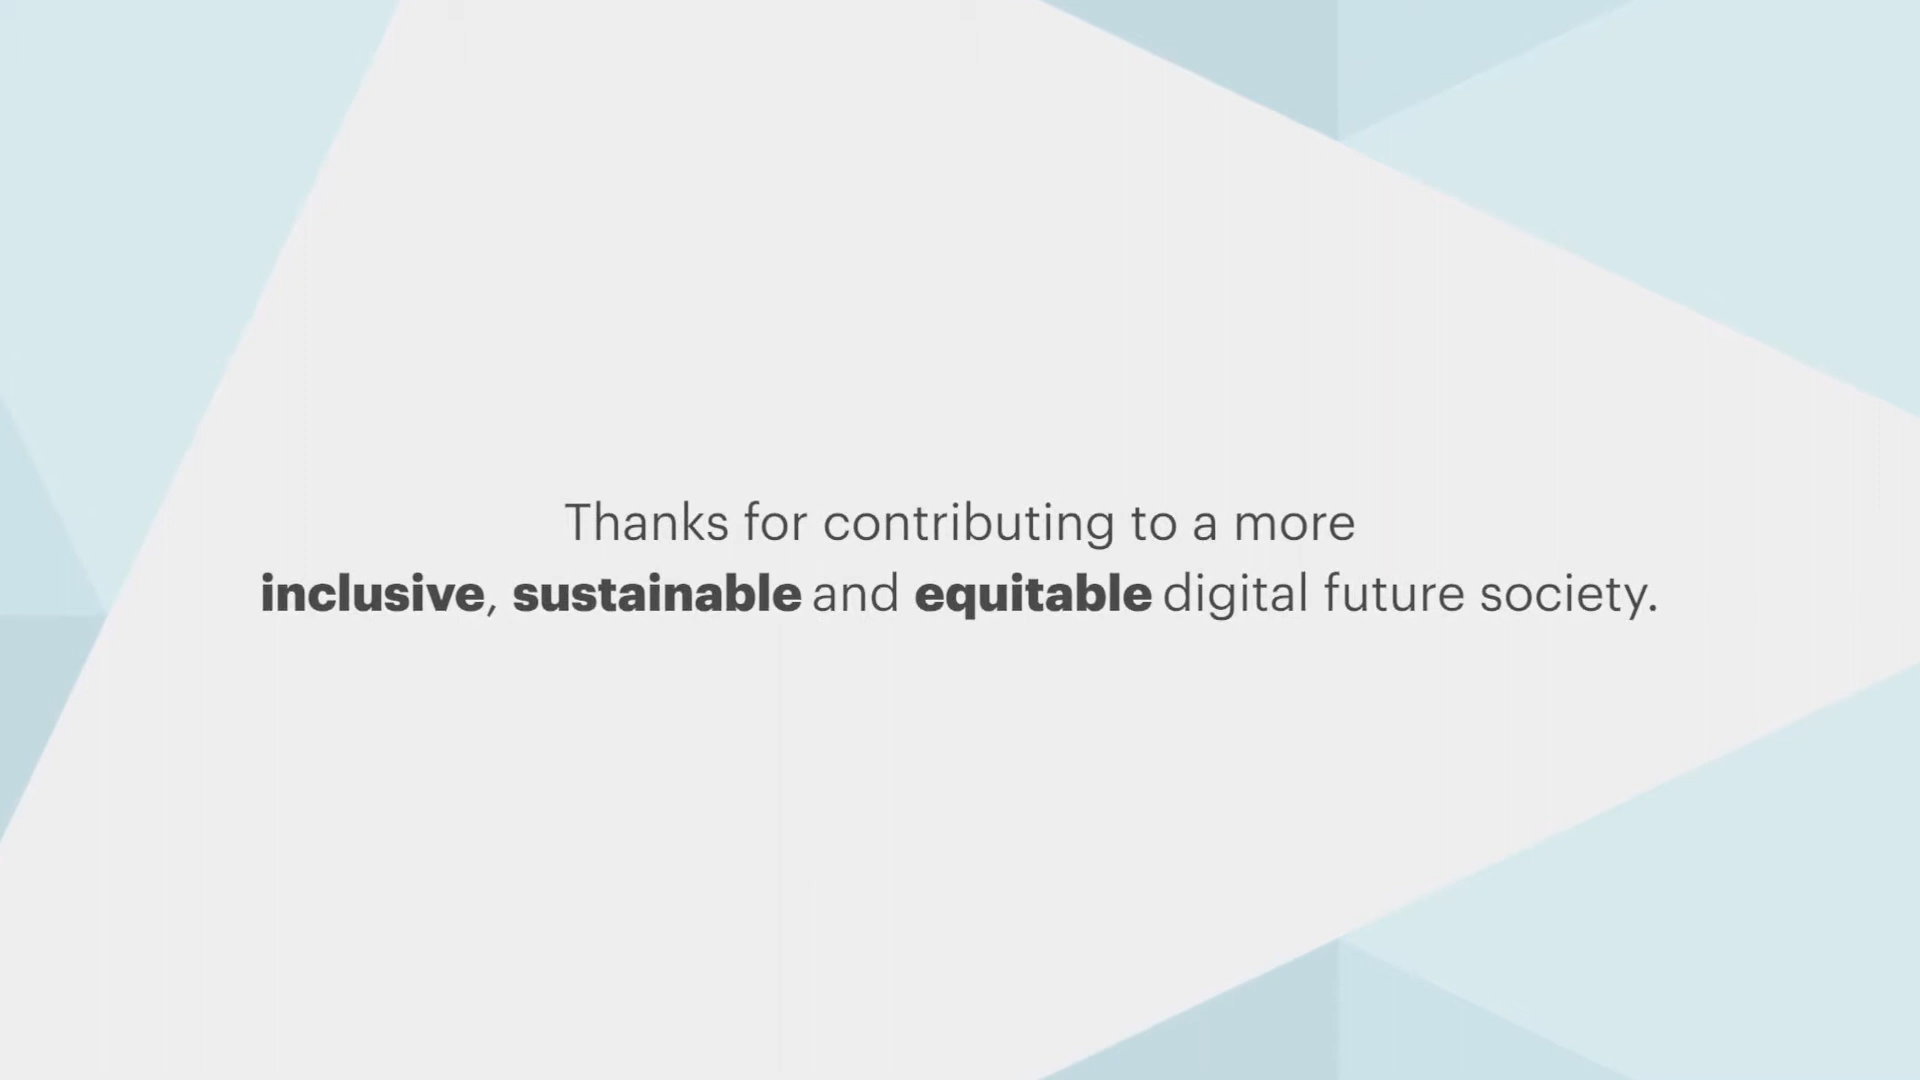 Thanks for contributing to a more
inclusive, sustainable and equitable digital future society.